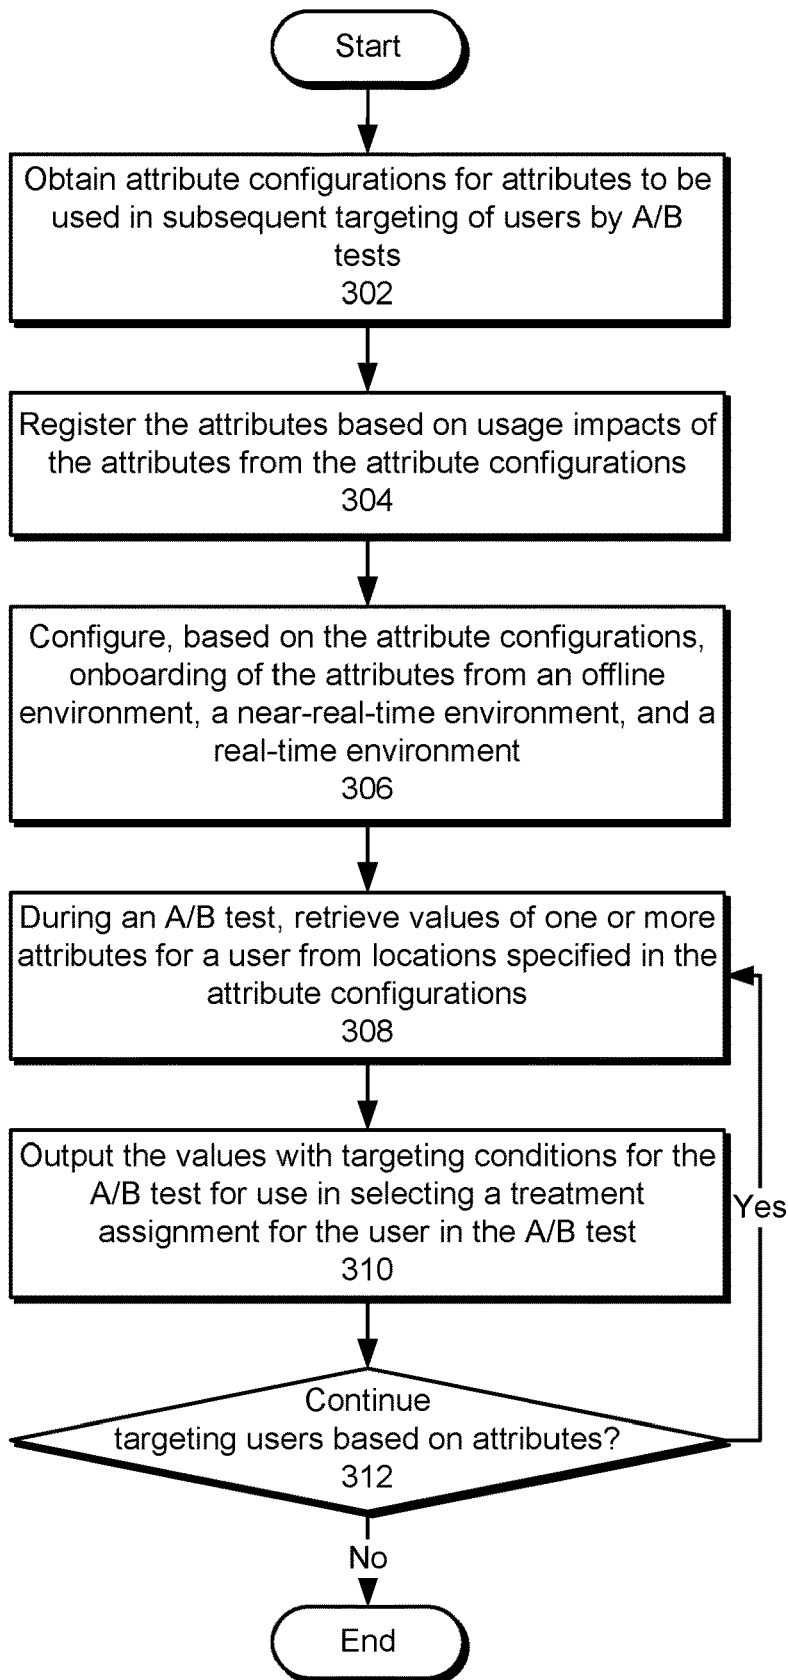 Start
Obtain attribute configurations for attributes to be
used in subsequent targeting of users by A/B
tests
302
Register the attributes based on usage impacts of
the attributes from the attribute configurations
304
Configure, based on the attribute configurations,
onboarding of the attributes from an offline
environment, a near-real-time environment, and a
real-time environment
306
During an A/B test, retrieve values of one or more
attributes for a user from locations specified in the
attribute configurations
308
Output the values with targeting conditions for the
A/B test for use in selecting a treatment
assignment for the user in the A/B test
310
Yes
Continue
targeting users based on attributes?
312
No
End